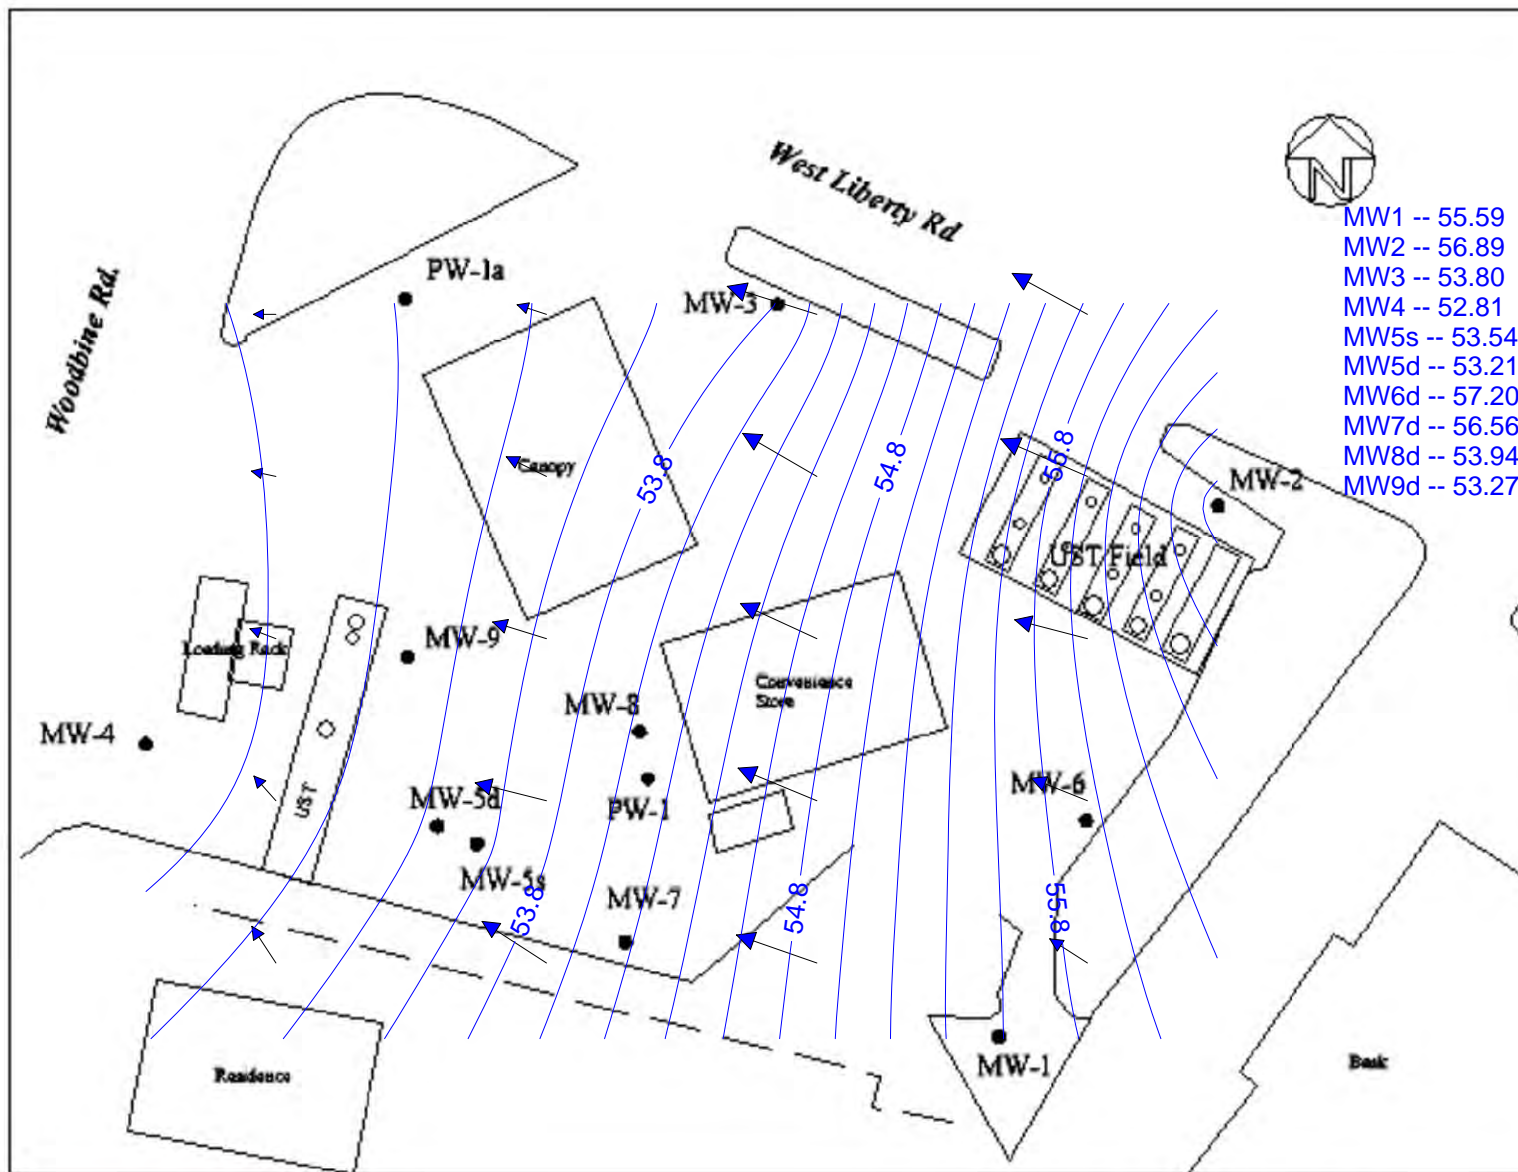 West Liberty Rd
N
MW1 -- 55.59
MW2 -- 56.89
MW3 -- 53.80
MW4 -- 52.81
MW5s -- 53.54
MW5d -- 53.21
MW6d -- 57.20
MW7d -- 56.56
MW8d -- 53.94
MW9d -- 53.27
Woodbine Rd.
PW-1a
MW-3
Canopy
53.8
54.8
55.8
MW-2
UST Field
Loading Rack
MW-9
MW-8
Convenience
Store
MW-4
UST
MW-5d
PW-1
MW-6
MW-5s
53.8
MW-7
54.8
55.8
Residence
MW-1
Bank